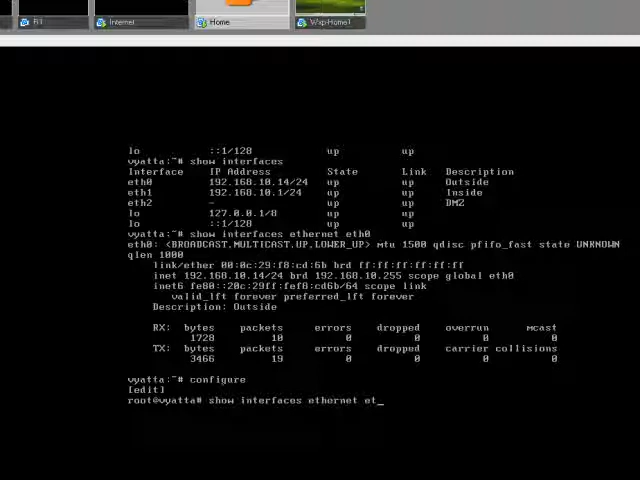 R1
Internet
Home
Wxp-Home1
lo ::1/128 up up
vyatta:~# show interfaces
Interface IP Address State Link Description
eth0 192.168.10.14/24 up up Outside
eth1 192.168.10.1/24 up up Inside
eth2 - up up DMZ
lo 127.0.0.1/8 up up
lo ::1/128 up up
vyatta:~# show interfaces ethernet eth0
eth0: <BROADCAST,MULTICAST,UP,LOWER_UP> mtu 1500 qdisc pfifo_fast state UNKNOWN
qlen 1000
link/ether 00:0c:29:f8:cd:6b brd ff:ff:ff:ff:ff:ff
inet 192.168.10.14/24 brd 192.168.10.255 scope global eth0
inet6 fe80::20c:29ff:fef8:cd6b/64 scope link
valid_lft forever preferred_lft forever
Description: Outside
RX: bytes packets errors dropped overrun mcast
1728 10 0 0 0 0
TX: bytes packets errors dropped carrier collisions
3466 19 0 0 0 0
vyatta:~# configure
[edit]
root@vyatta# show interfaces ethernet et_